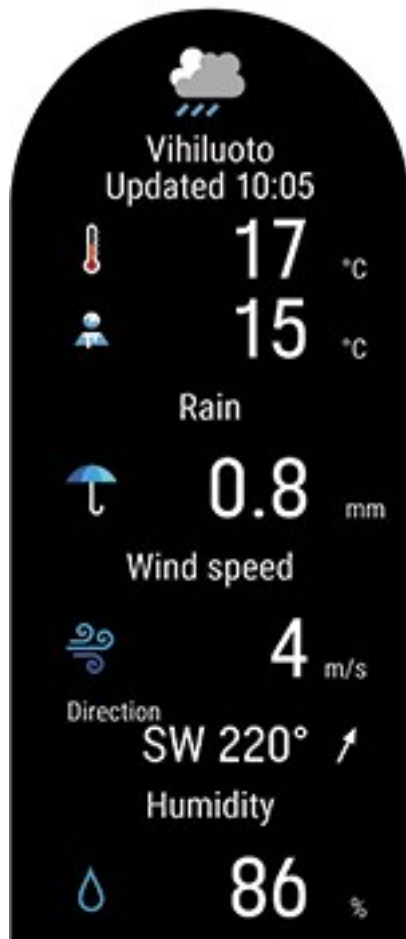 Vihiluoto
Updated 10:05
17 °C
15 °C
Rain
0.8 mm
Wind speed
4 m/s
Direction
SW 220°
Humidity
86 %